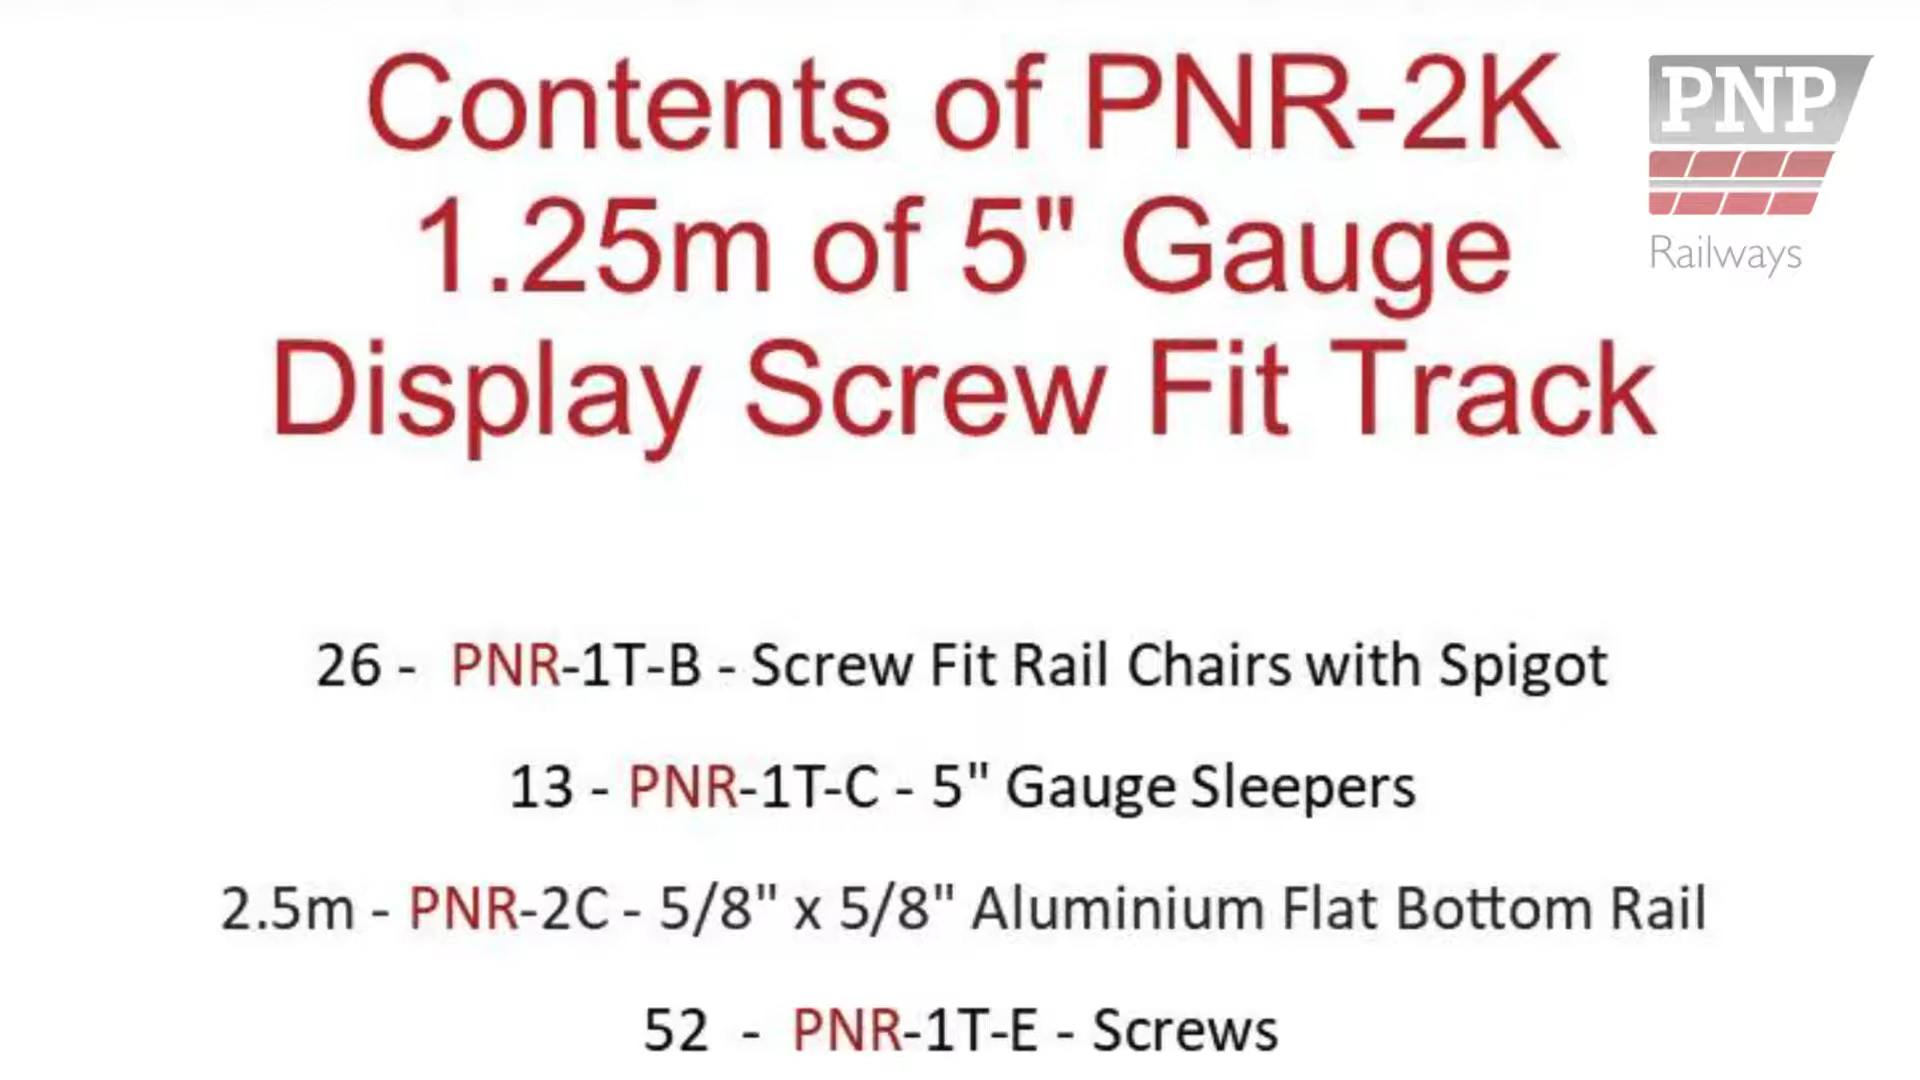 Contents of PNR-2K
1.25m of 5" Gauge
Display Screw Fit Track
PNP
Railways
26 - PNR-1T-B - Screw Fit Rail Chairs with Spigot
13 - PNR-1T-C - 5" Gauge Sleepers
2.5m - PNR-2C - 5/8" x 5/8" Aluminium Flat Bottom Rail
52 - PNR-1T-E - Screws